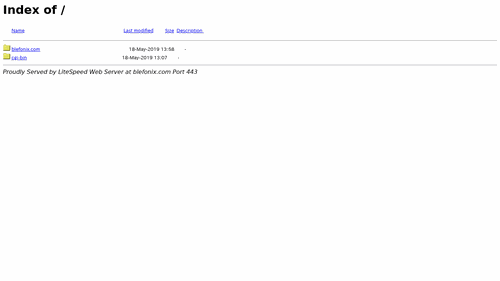 Index of /
Name Last modified Size Description
blefonix.com 18-May-2019 13:58 -
cgi-bin 18-May-2019 13:07 -
Proudly Served by LiteSpeed Web Server at blefonix.com Port 443